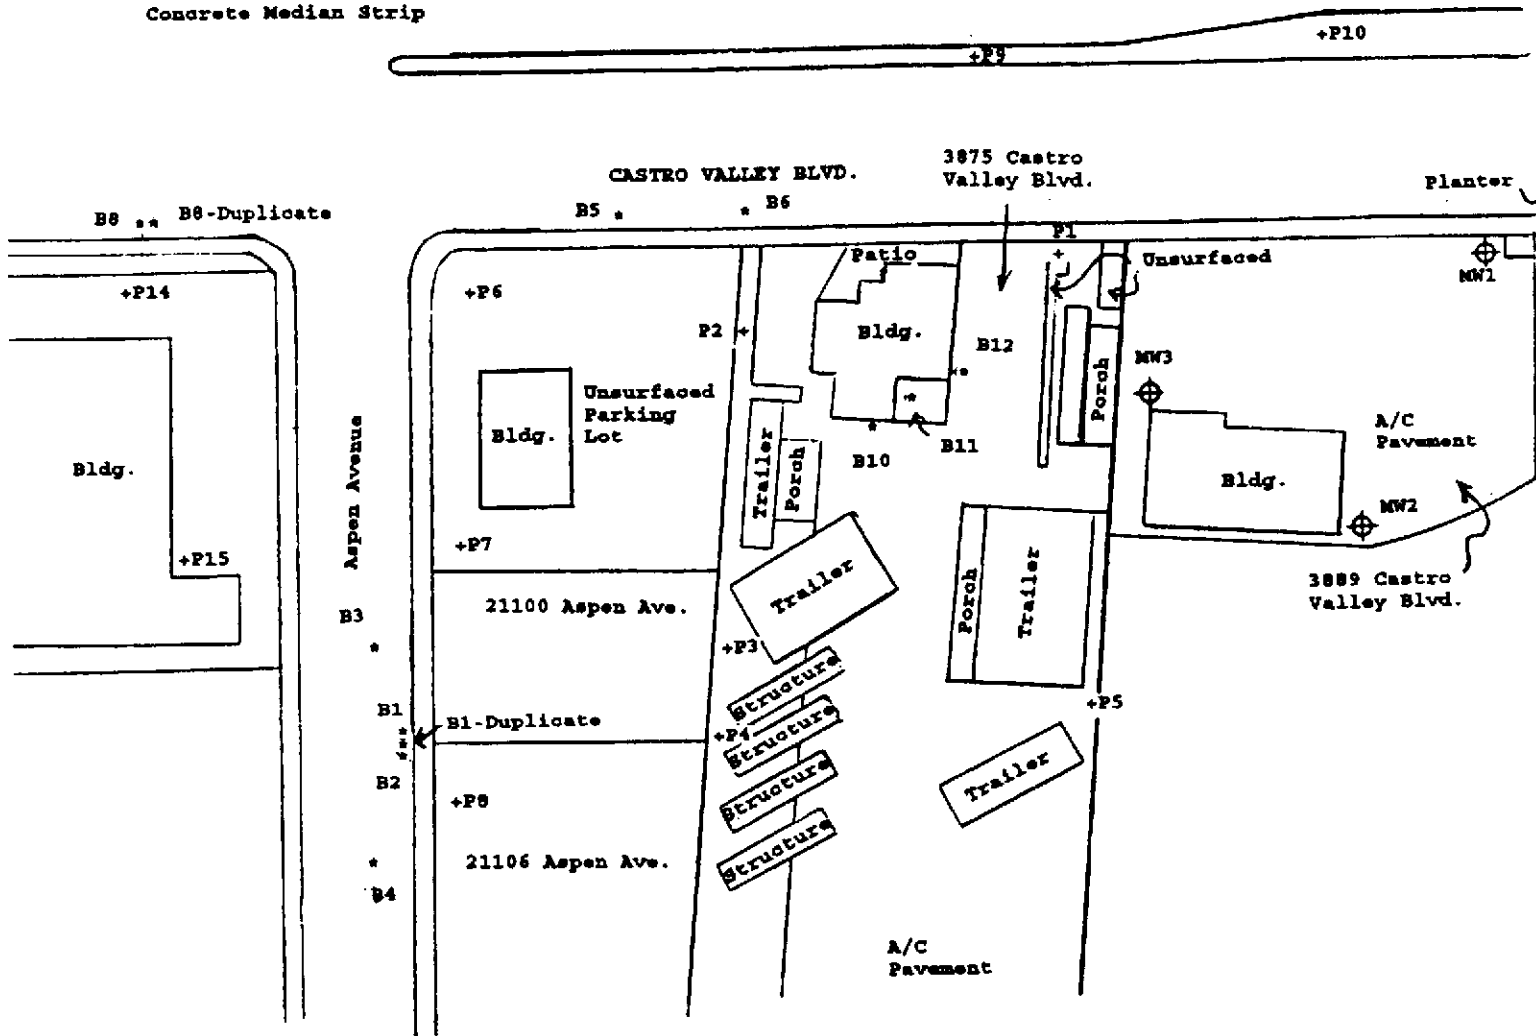 Concrete Median Strip
+P10
+P9
3875 Castro
Valley Blvd.
CASTRO VALLEY BLVD.
Planter
B8
B8-Duplicate
B5
B6
P1
Patio
Unsurfaced
MW1
+P14
+P6
P2
Bldg.
B12
MW3
Porch
Unsurfaced
Parking
Lot
A/C
Pavement
Bldg.
Bldg.
Aspen Avenue
Trailer
Porch
B10
B11
Bldg.
MW2
+P15
+P7
Trailer
Porch
Trailer
3889 Castro
Valley Blvd.
21100 Aspen Ave.
B3
+P3
Structure
+P5
B1
B1-Duplicate
+P4
Structure
B2
+P8
Structure
Trailer
Structure
21106 Aspen Ave.
B4
A/C
Pavement